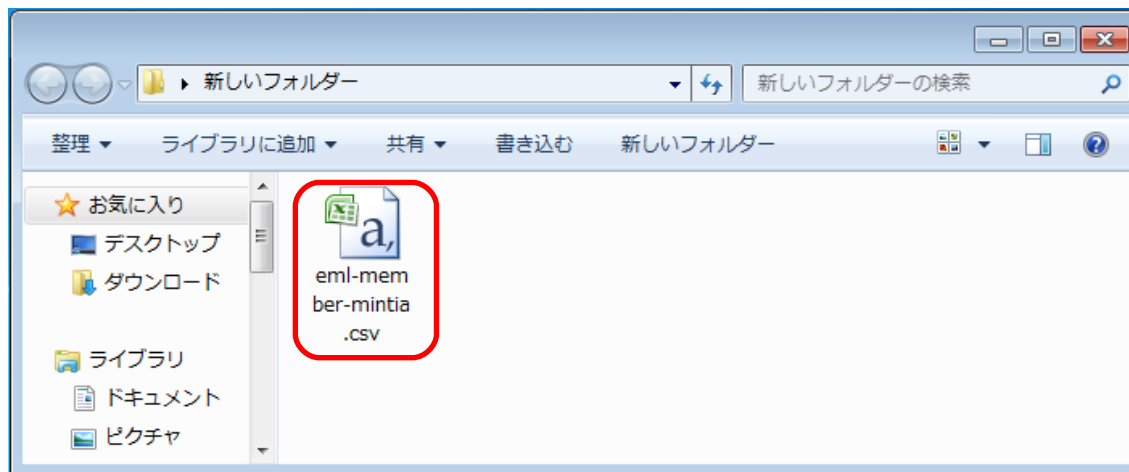 新しいフォルダー
新しいフォルダーの検索
整理 ライブラリに追加 共有 書き込む 新しいフォルダー
お気に入り
デスクトップ
ダウンロード
ライブラリ
ドキュメント
ピクチャ
a,
eml-mem
ber-mintia
.csv